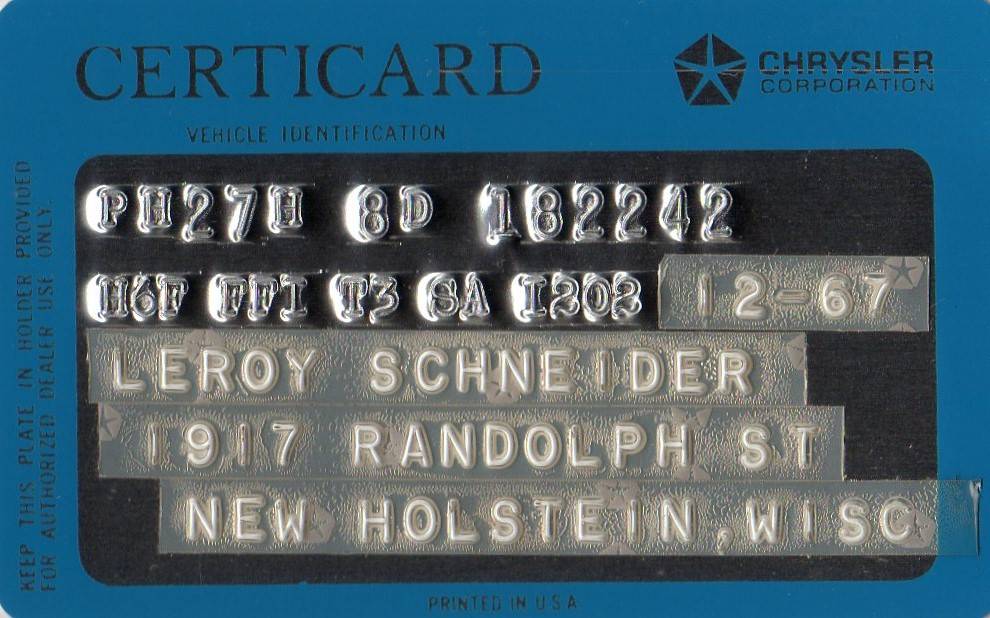 CERTICARD
CHRYSLER
CORPORATION
VEHICLE IDENTIFICATION
PH27H 8D 182242
H6F FF1 T3 SA 1202 12-67
LEROY SCHNEIDER
1917 RANDOLPH ST
NEW HOLSTEIN, WISC
KEEP THIS PLATE IN HOLDER PROVIDED
FOR AUTHORIZED DEALER USE ONLY.
PRINTED IN U S A